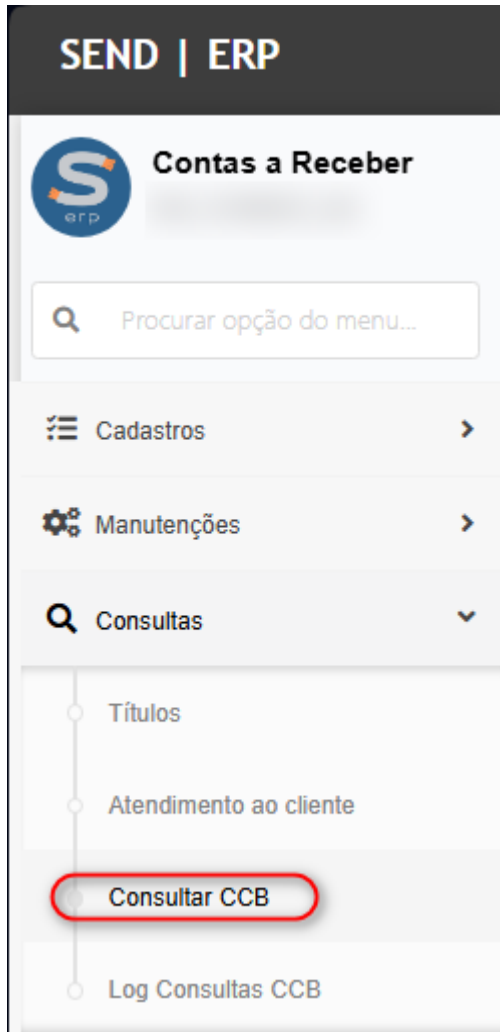 SEND | ERP
S
erp
Contas a Receber
Procurar opção do menu...
Cadastros
Manutenções
Consultas
Títulos
Atendimento ao cliente
Consultar CCB
Log Consultas CCB